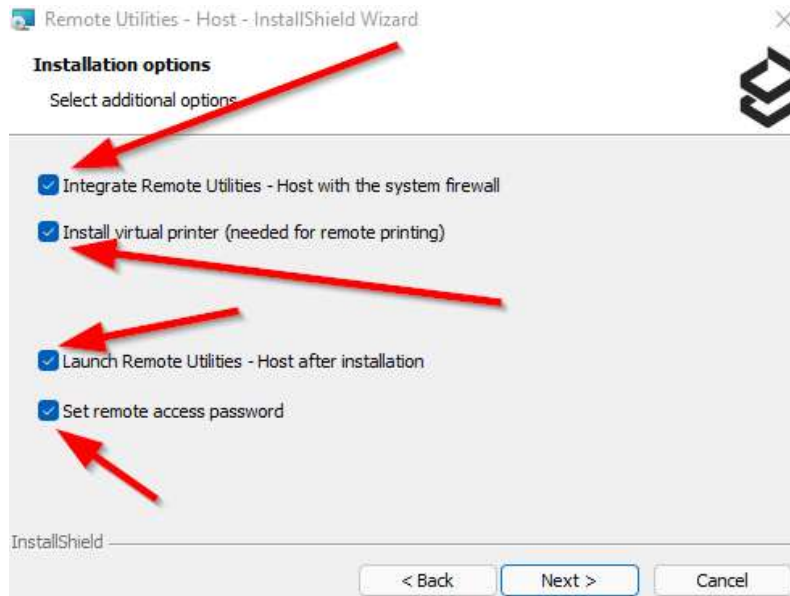 Remote Utilities - Host - InstallShield Wizard
Installation options
Select additional options
Integrate Remote Utilities - Host with the system firewall
Install virtual printer (needed for remote printing)
Launch Remote Utilities - Host after installation
Set remote access password
InstallShield
< Back Next > Cancel